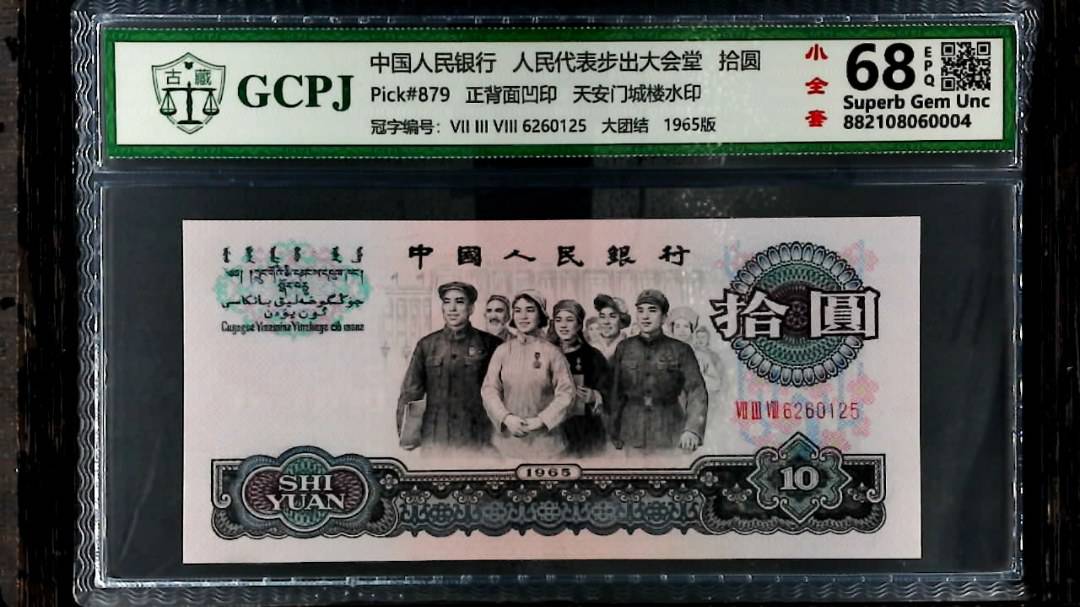 古 藏
GCPJ
中国人民银行 人民代表步出大会堂 拾圆
Pick#879 正背面凹印 天安门城楼水印
冠字编号：VII III VIII 6260125 大团结 1965版
小全套
68
EPQ
Superb Gem Unc
882108060004
中國人民銀行
拾圓
VII III VIII 6260125
1965
SHI
YUAN
10